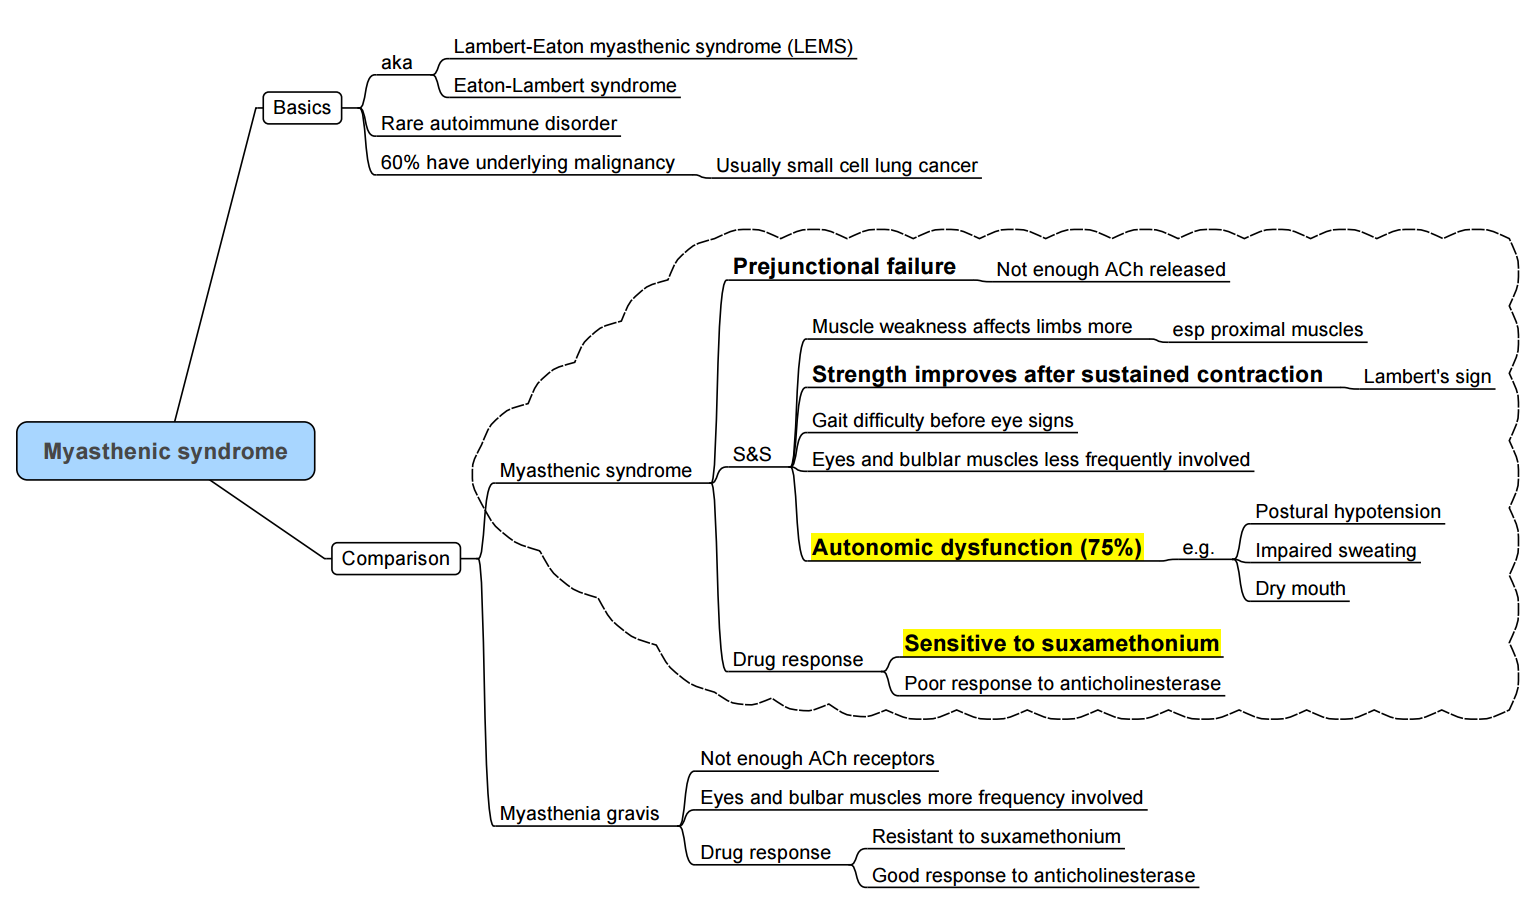 Lambert-Eaton myasthenic syndrome (LEMS)
aka
Eaton-Lambert syndrome
Basics
Rare autoimmune disorder
60% have underlying malignancy
Usually small cell lung cancer
Prejunctional failure
Not enough ACh released
Muscle weakness affects limbs more
esp proximal muscles
Strength improves after sustained contraction
Lambert's sign
Gait difficulty before eye signs
Myasthenic syndrome
S&S
Eyes and bulblar muscles less frequently involved
Myasthenic syndrome
Postural hypotension
Autonomic dysfunction (75%)
e.g.
Impaired sweating
Comparison
Dry mouth
Sensitive to suxamethonium
Drug response
Poor response to anticholinesterase
Not enough ACh receptors
Eyes and bulbar muscles more frequency involved
Myasthenia gravis
Resistant to suxamethonium
Drug response
Good response to anticholinesterase